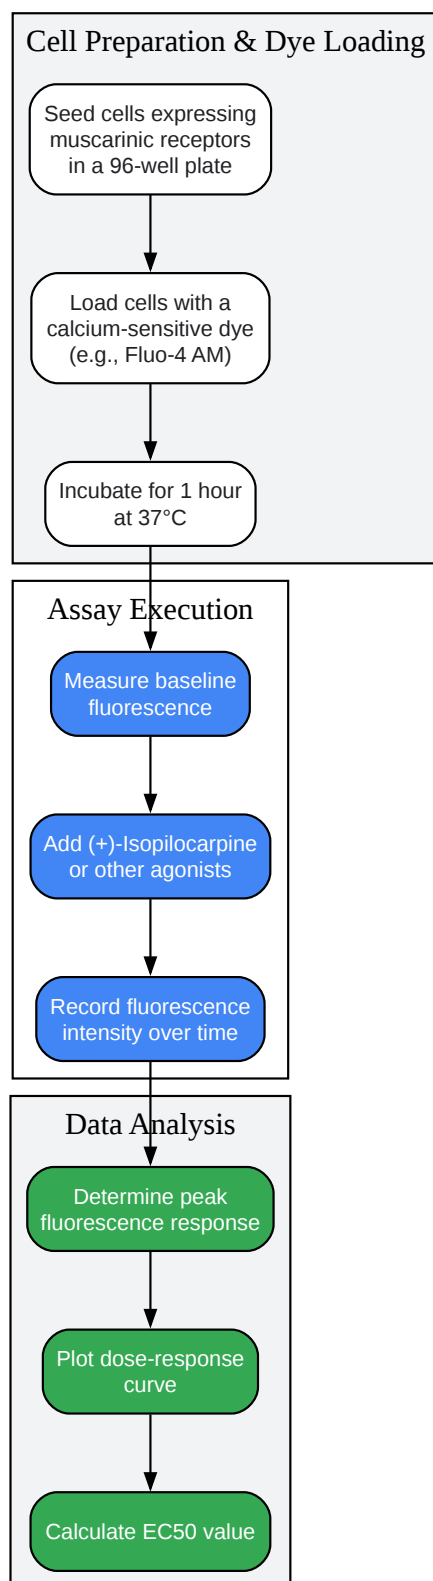 Cell Preparation & Dye Loading
Seed cells expressing
muscarinic receptors
in a 96-well plate
Load cells with a
calcium-sensitive dye
(e.g., Fluo-4 AM)
Incubate for 1 hour
at 37°C
Assay Execution
Measure baseline
fluorescence
Add (+)-Isopilocarpine
or other agonists
Record fluorescence
intensity over time
Data Analysis
Determine peak
fluorescence response
Plot dose-response
curve
Calculate EC50 value